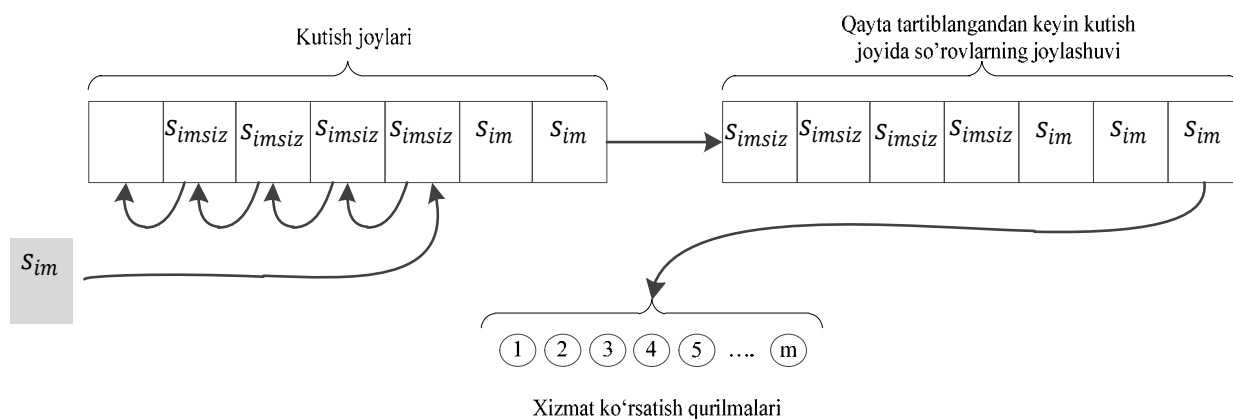 Kutish joylari
Qayta tartiblangandan keyin kutish
joyida so’rovlarning joylashuvi
s_imsiz s_imsiz s_imsiz s_imsiz s_im s_im
s_imsiz s_imsiz s_imsiz s_imsiz s_im s_im s_im
s_im
1 2 3 4 5 .... m
Xizmat ko‘rsatish qurilmalari